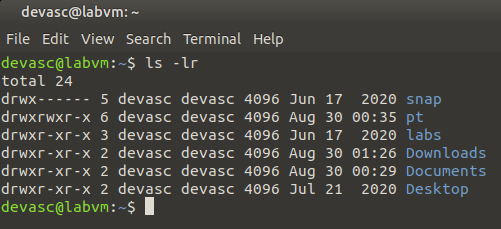 devasc@labvm: ~
File Edit View Search Terminal Help
devasc@labvm:~$ ls -lr
total 24
drwx------ 5 devasc devasc 4096 Jun 17  2020 snap
drwxrwxr-x 6 devasc devasc 4096 Aug 30 00:35 pt
drwxr-xr-x 3 devasc devasc 4096 Jun 17  2020 labs
drwxr-xr-x 2 devasc devasc 4096 Aug 30 01:26 Downloads
drwxr-xr-x 2 devasc devasc 4096 Aug 30 00:29 Documents
drwxr-xr-x 2 devasc devasc 4096 Jul 21  2020 Desktop
devasc@labvm:~$